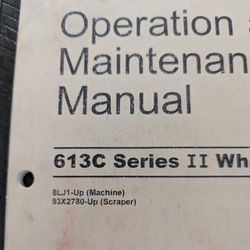 Operation a
Maintenan
Manual
613C Series II Whe
8LJ1-Up (Machine)
93X2780-Up (Scraper)